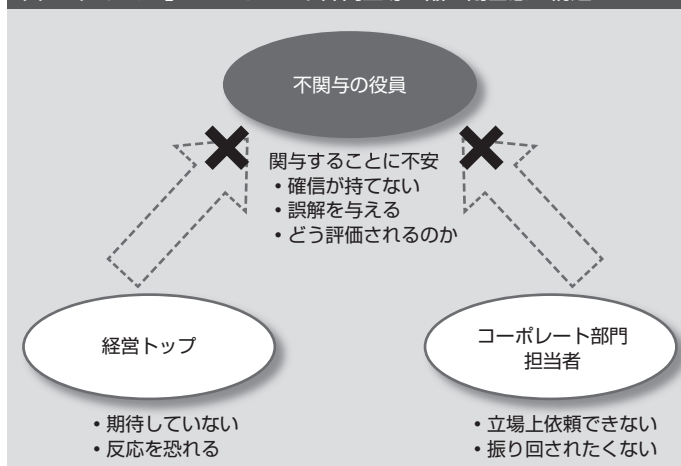 不関与の役員
関与することに不安
・確信が持てない
・誤解を与える
・どう評価されるのか
経営トップ
コーポレート部門
担当者
・期待していない
・反応を恐れる
・立場上依頼できない
・振り回されたくない